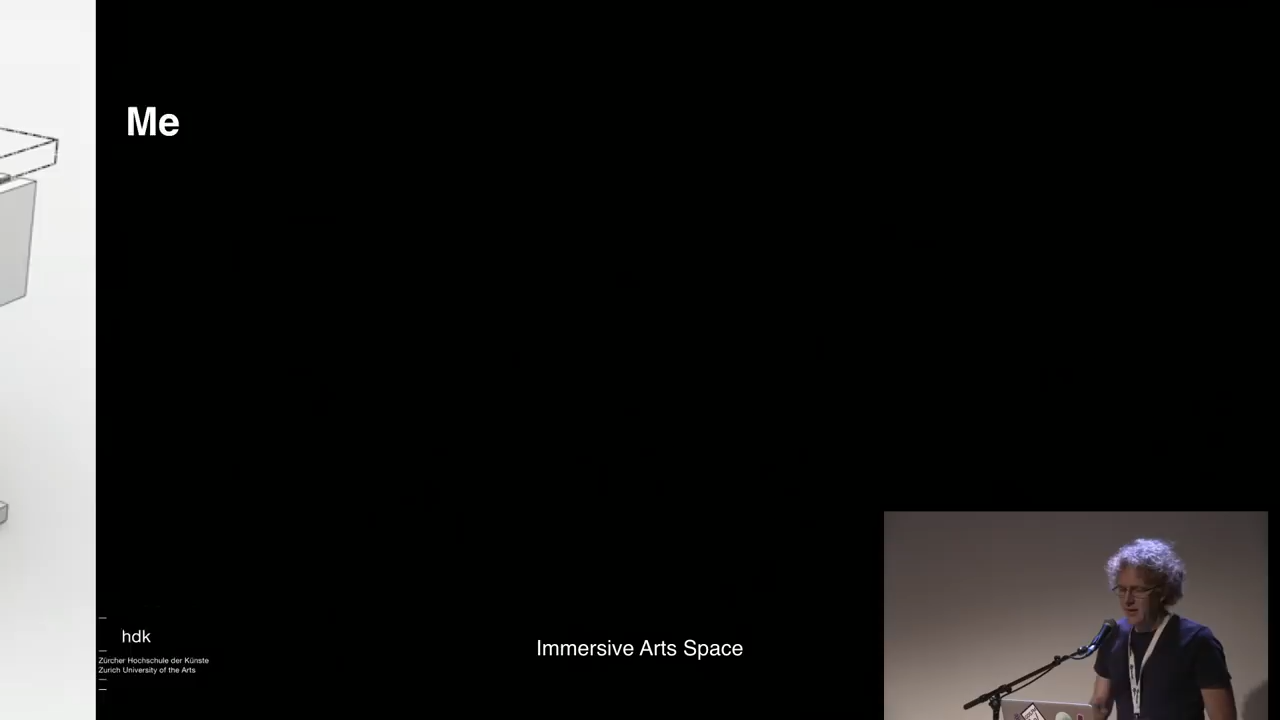 Me
hdk
Zürcher Hochschule der Künste
Zurich University of the Arts
Immersive Arts Space